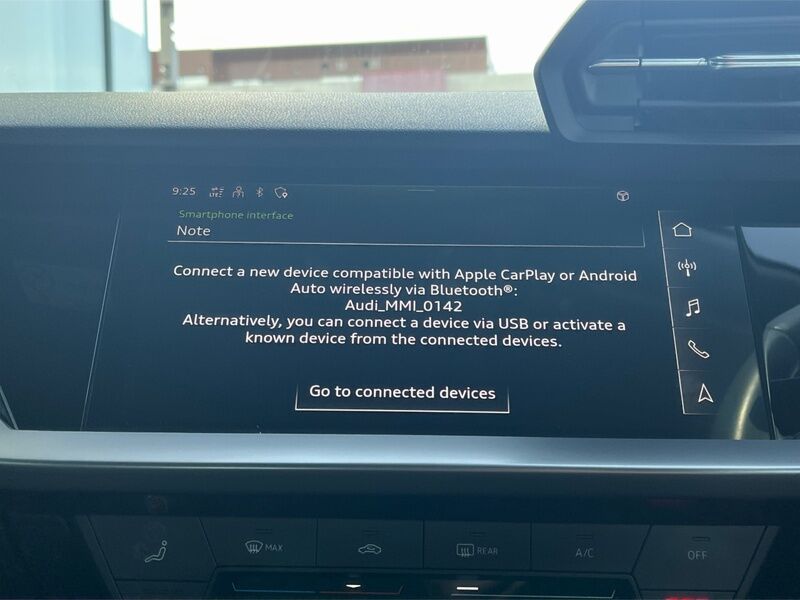 9:25
Smartphone interface
Note
Connect a new device compatible with Apple CarPlay or Android
Auto wirelessly via Bluetooth®:
Audi_MMI_0142
Alternatively, you can connect a device via USB or activate a
known device from the connected devices.
Go to connected devices
MAX
REAR
A/C
OFF